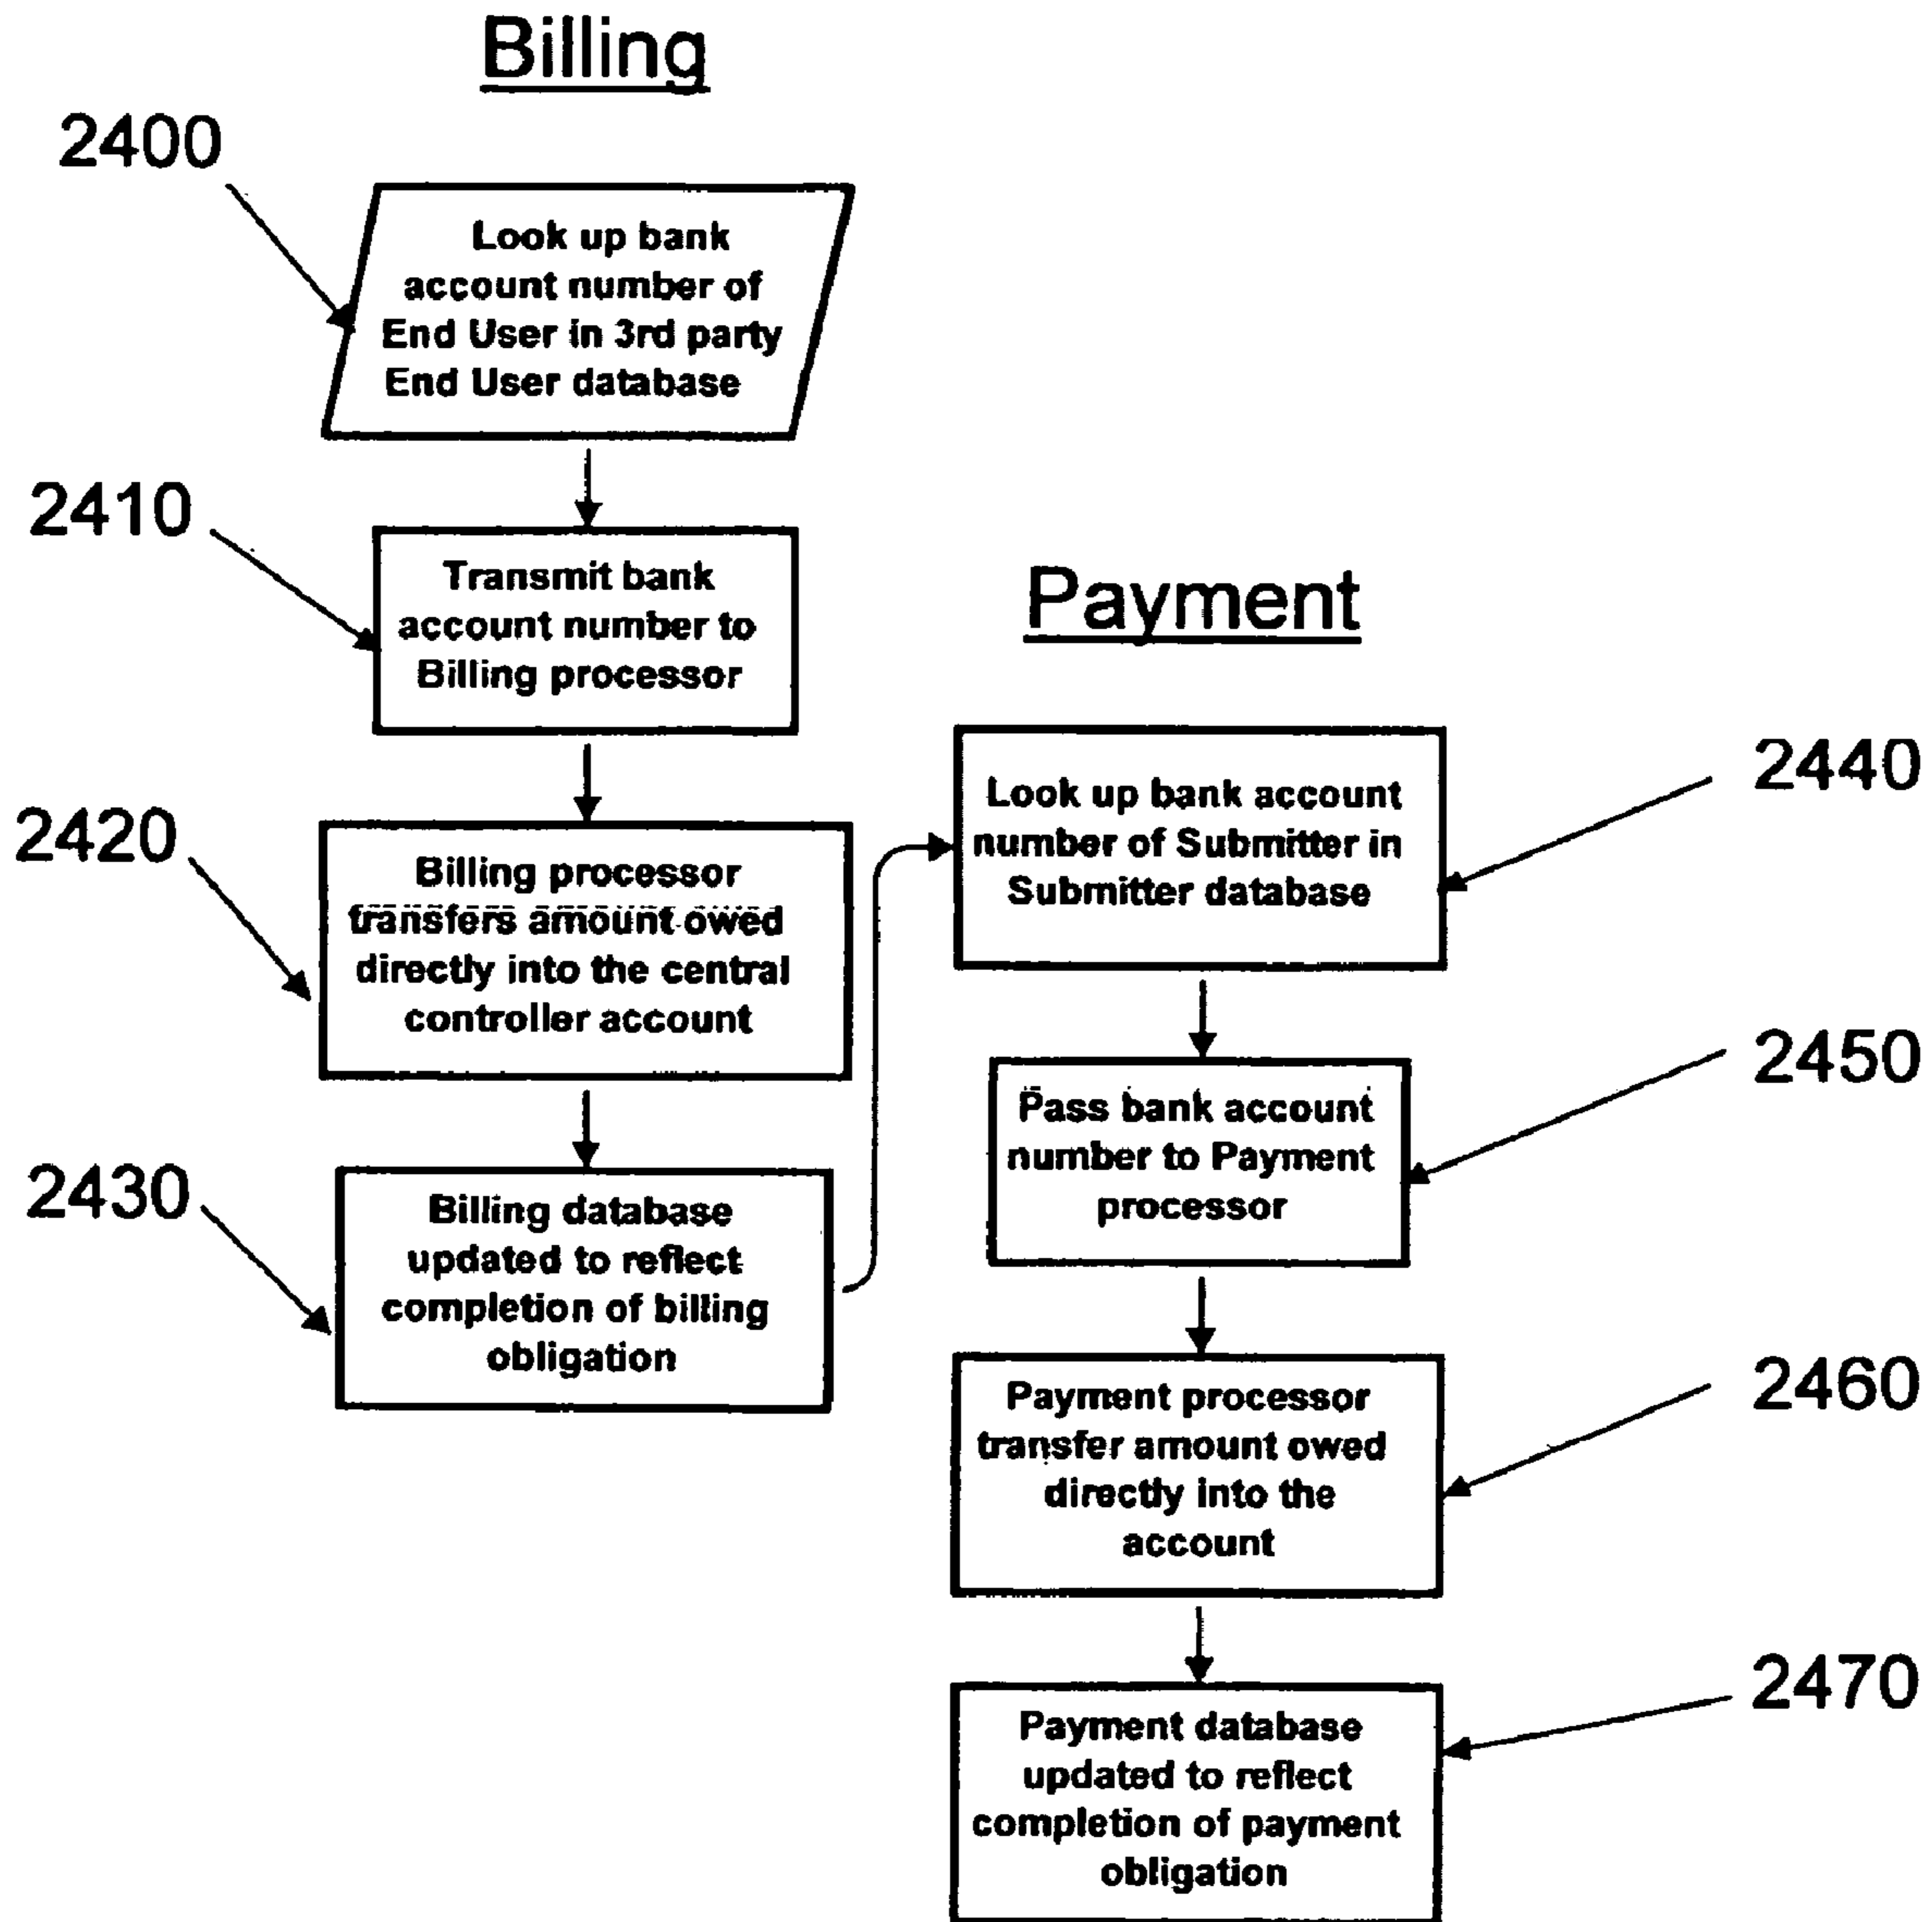 Billing
2400
Look up bank
account number of
End User in 3rd party
End User database
2410
Transmit bank
account number to
Billing processor
2420
Billing processor
transfers amount owed
directly into the central
controller account
2430
Billing database
updated to reflect
completion of billing
obligation
Payment
2440
Look up bank account
number of Submitter in
Submitter database
2450
Pass bank account
number to Payment
processor
2460
Payment processor
transfer amount owed
directly into the
account
2470
Payment database
updated to reflect
completion of payment
obligation